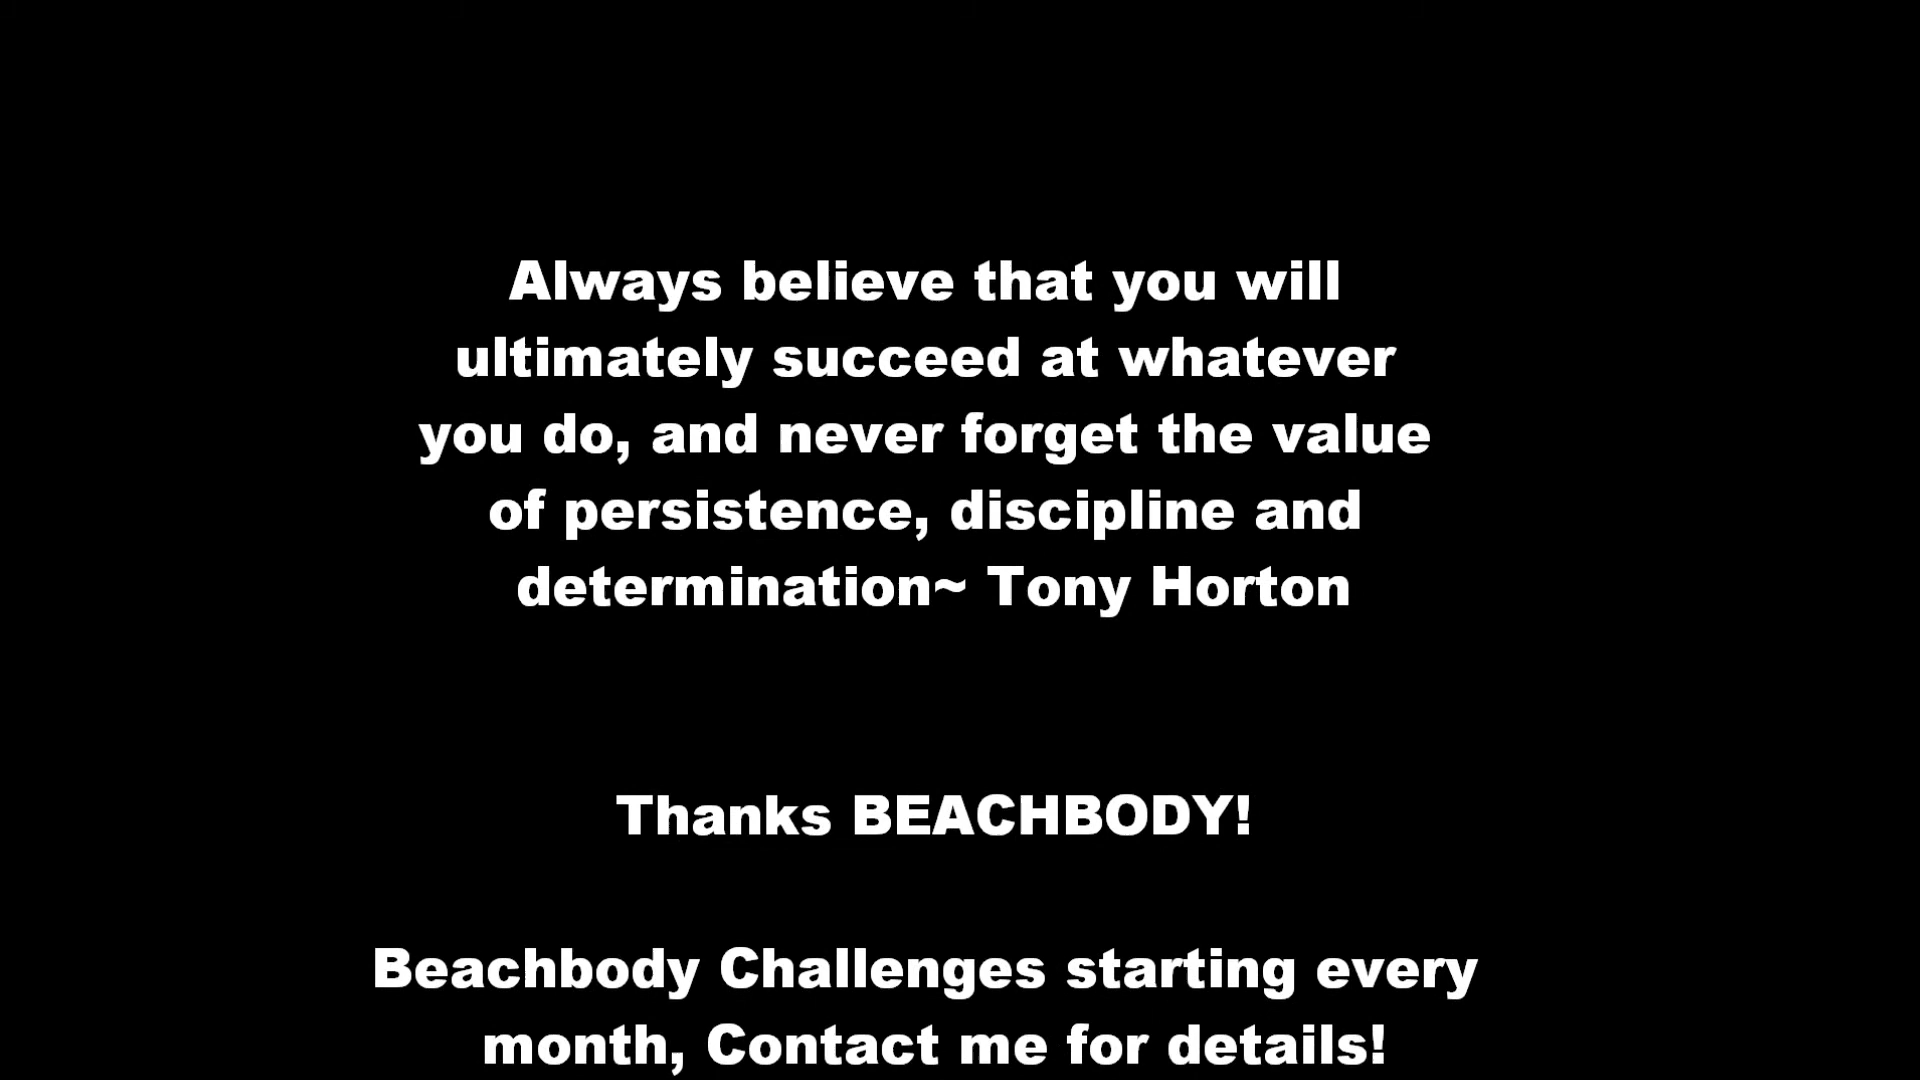 Always believe that you will
ultimately succeed at whatever
you do, and never forget the value
of persistence, discipline and
determination~ Tony Horton
Thanks BEACHBODY!
Beachbody Challenges starting every
month, Contact me for details!